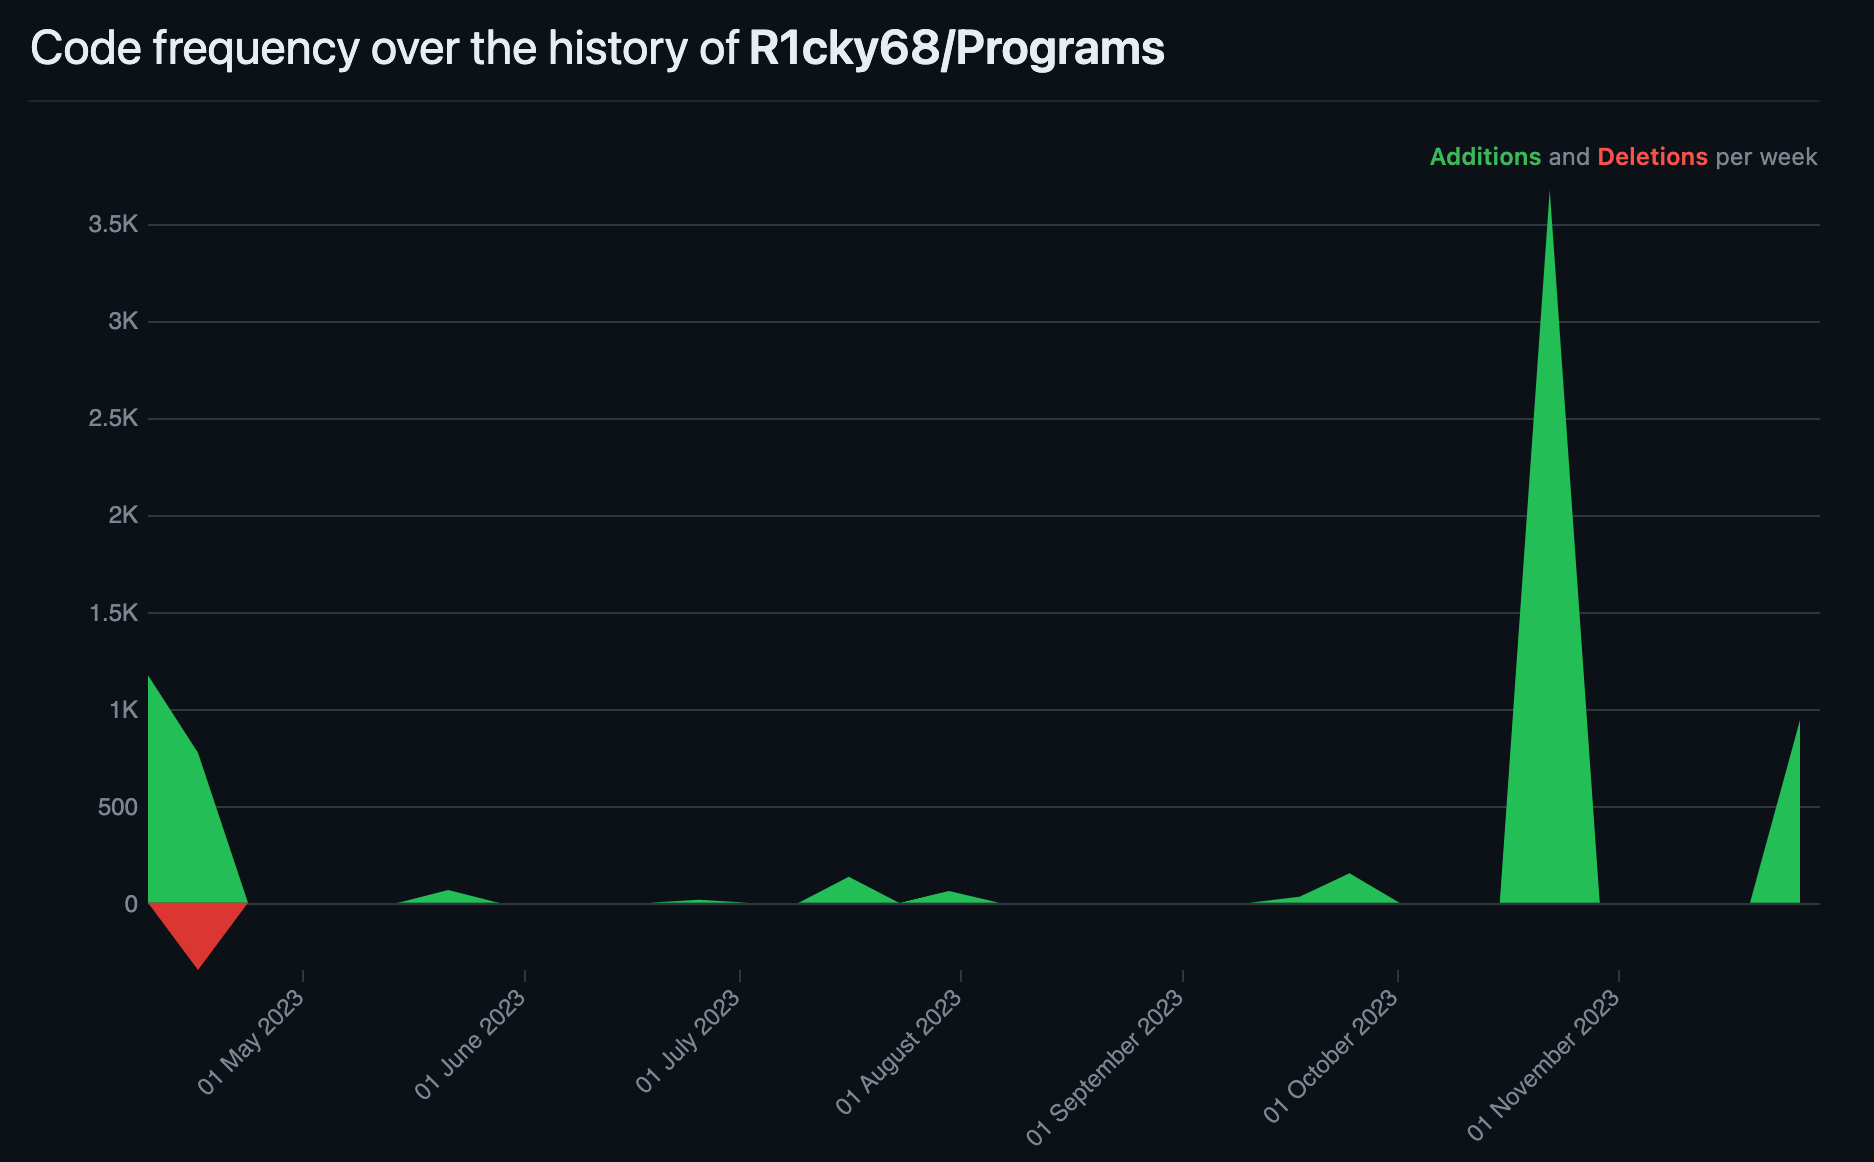 Code frequency over the history of R1cky68/Programs
Additions and Deletions per week
3.5K
3K
2.5K
2K
1.5K
1K
500
0
01 May 2023
01 June 2023
01 July 2023
01 August 2023
01 September 2023
01 October 2023
01 November 2023